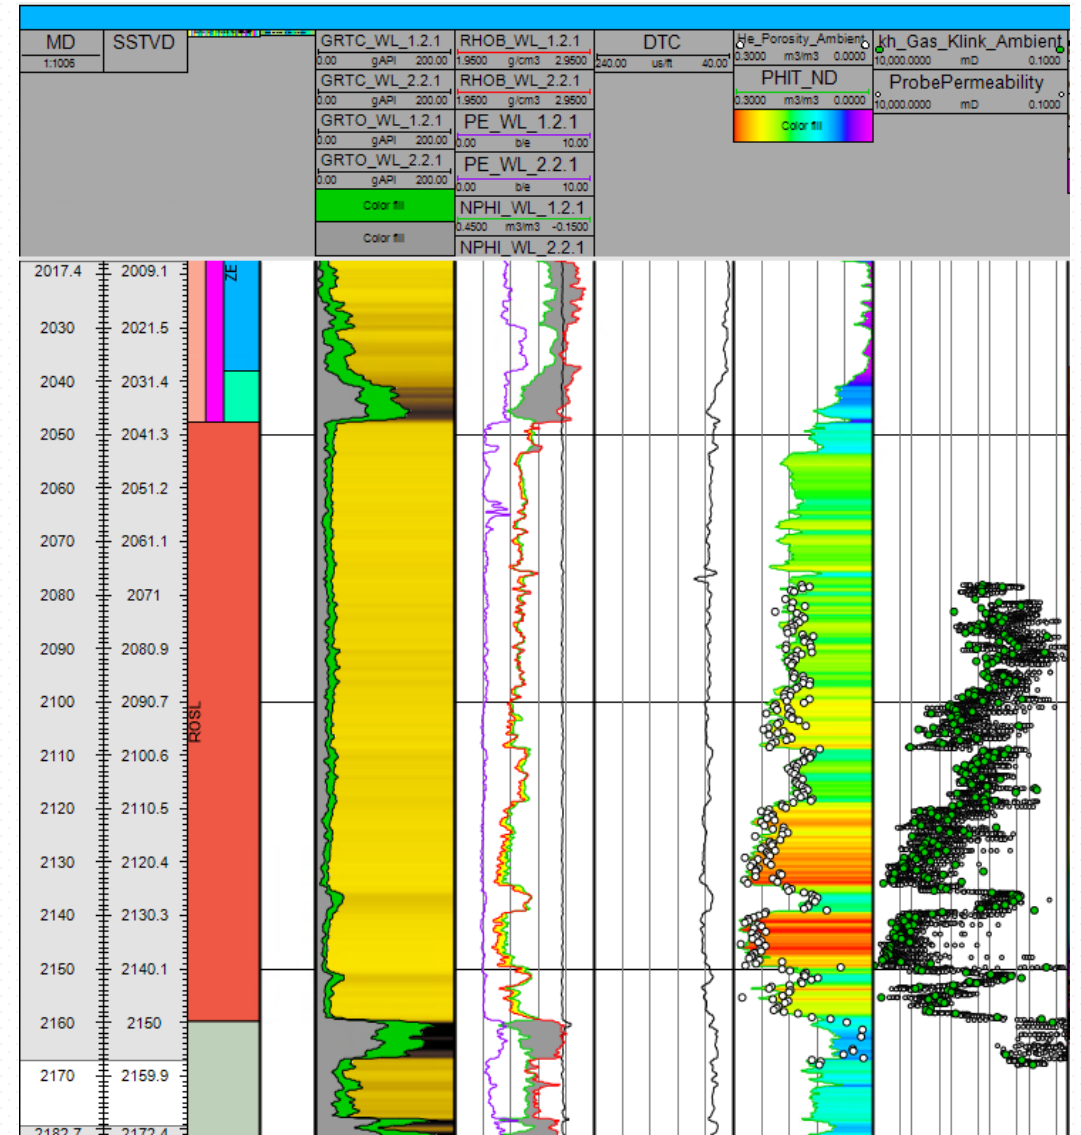 MD
1:1006
SSTVD
GRTC_WL_1.2.1
0.00 gAPI 200.00
GRTC_WL_2.2.1
0.00 gAPI 200.00
GRTO_WL_1.2.1
0.00 gAPI 200.00
GRTO_WL_2.2.1
0.00 gAPI 200.00
Color fill
Color fill
RHOB_WL_1.2.1
1.9500 g/cm3 2.9500
RHOB_WL_2.2.1
1.9500 g/cm3 2.9500
PE_WL_1.2.1
0.00 b/e 10.00
PE_WL_2.2.1
0.00 b/e 10.00
NPHI_WL_1.2.1
0.4500 m3/m3 -0.1500
NPHI_WL_2.2.1
DTC
240.00 us/ft 40.00
He_Porosity_Ambient
0.3000 m3/m3 0.0000
PHIT_ND
0.3000 m3/m3 0.0000
Color fill
kh_Gas_Klink_Ambient
10,000.0000 mD 0.1000
ProbePermeability
10,000.0000 mD 0.1000
ZE
2017.4 2009.1
2030 2021.5
2040 2031.4
2050 2041.3
2060 2051.2
2070 2061.1
2080 2071
2090 2080.9
2100 2090.7
ROSL
2110 2100.6
2120 2110.5
2130 2120.4
2140 2130.3
2150 2140.1
2160 2150
2170 2159.9
2182.7 2172.4